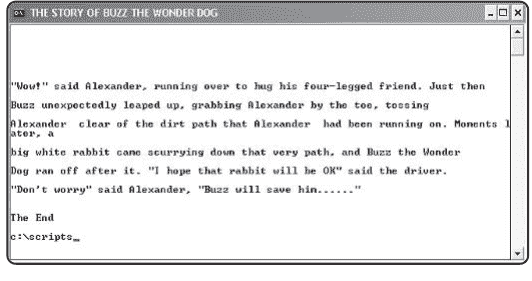 THE STORY OF BUZZ THE WONDER DOG
"Wow!" said Alexander, running over to hug his four-legged friend. Just then
Buzz unexpectedly leaped up, grabbing Alexander by the toe, tossing
Alexander  clear of the dirt path that Alexander  had been running on. Moments l
ater, a
big white rabbit came scurrying down that very path, and Buzz the Wonder
Dog ran off after it. "I hope that rabbit will be OK" said the driver.
"Don't worry" said Alexander, "Buzz will save him......"
The End
c:\scripts_